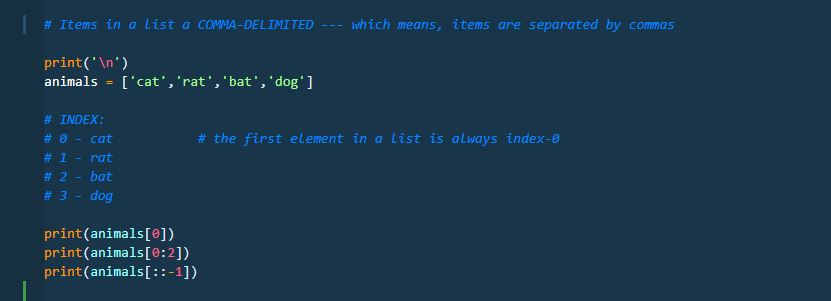 # Items in a list a COMMA-DELIMITED --- which means, items are separated by commas
print('\n')
animals = ['cat','rat','bat','dog']
# INDEX:
# 0 - cat          # the first element in a list is always index-0
# 1 - rat
# 2 - bat
# 3 - dog
print(animals[0])
print(animals[0:2])
print(animals[::-1])